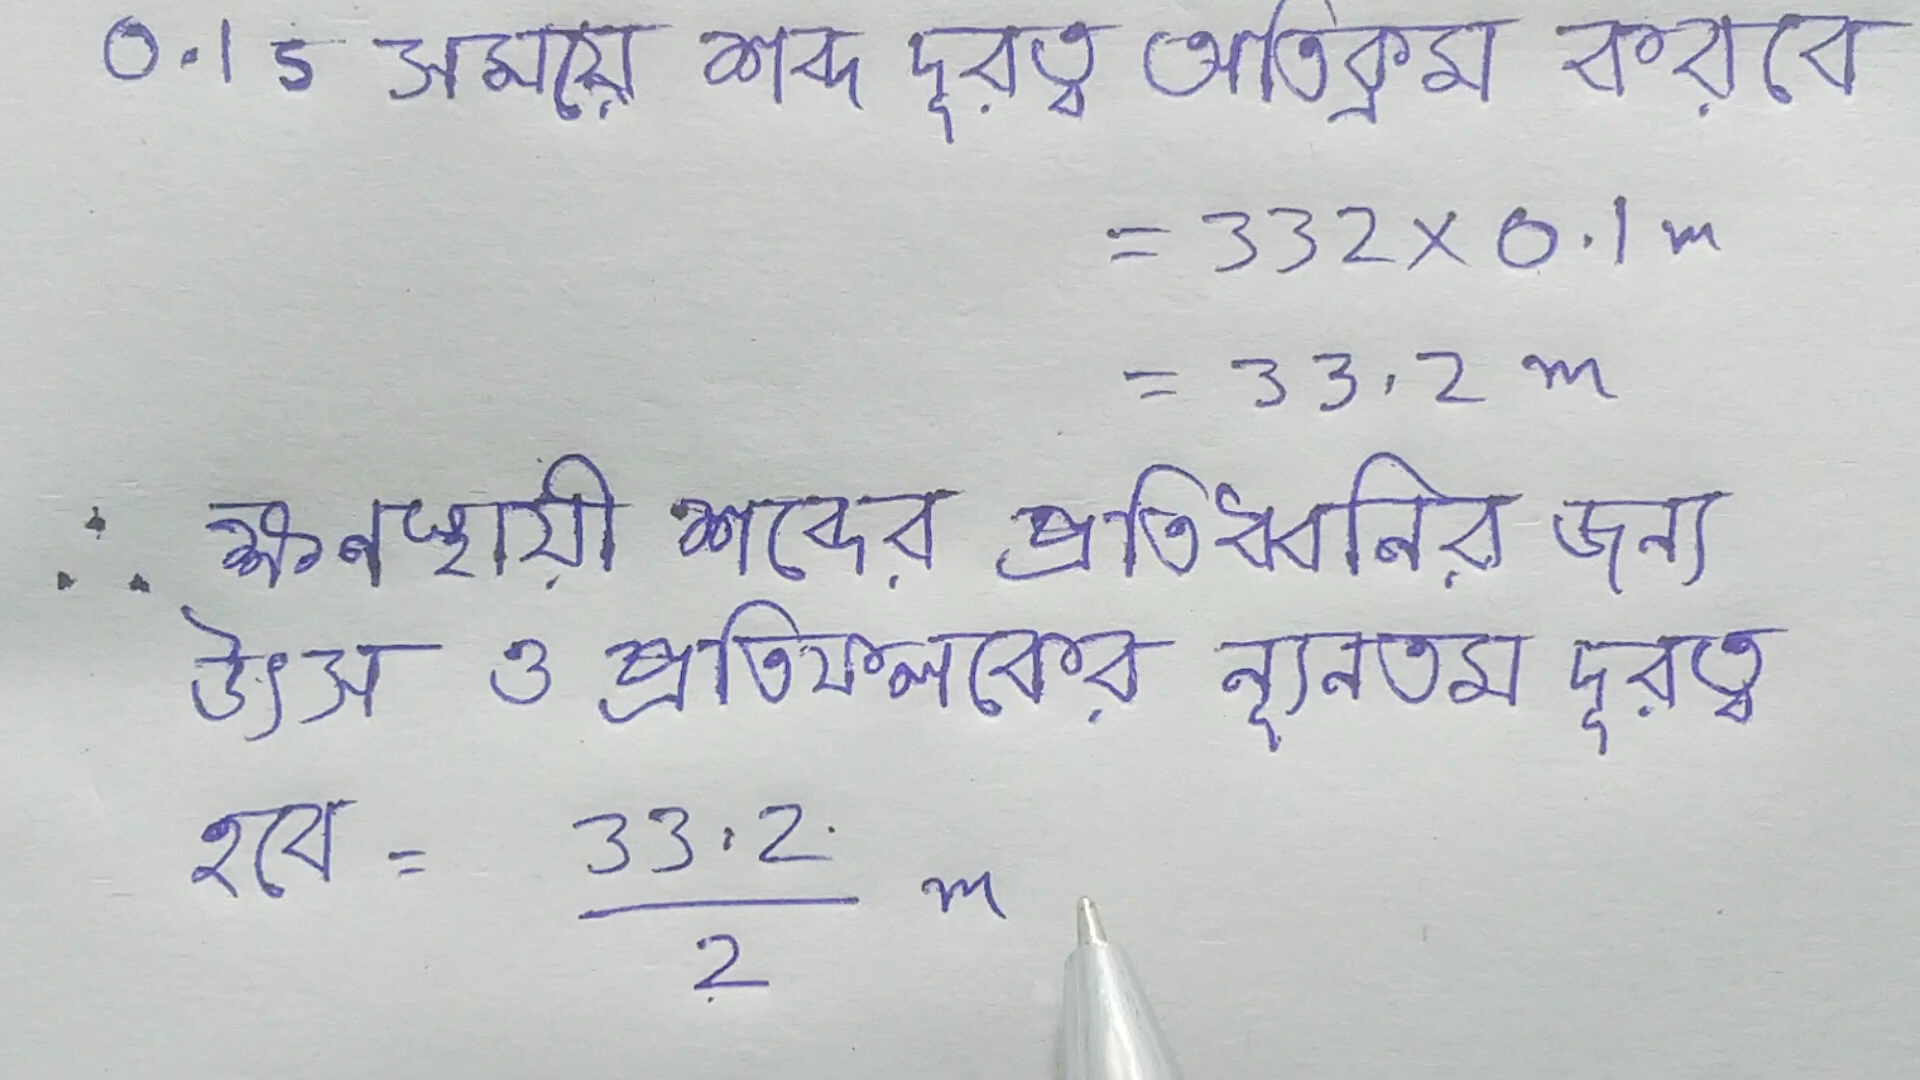 0.1 s সময়ে শব্দ দূরত্ব অতিক্রম করবে
= 332 × 0.1 m
= 33.2 m
∴ ক্ষনস্থায়ী শব্দের প্রতিধ্বনির জন্য
উৎস ও প্রতিফলকের ন্যূনতম দূরত্ব
হবে = 33.2 / 2 m